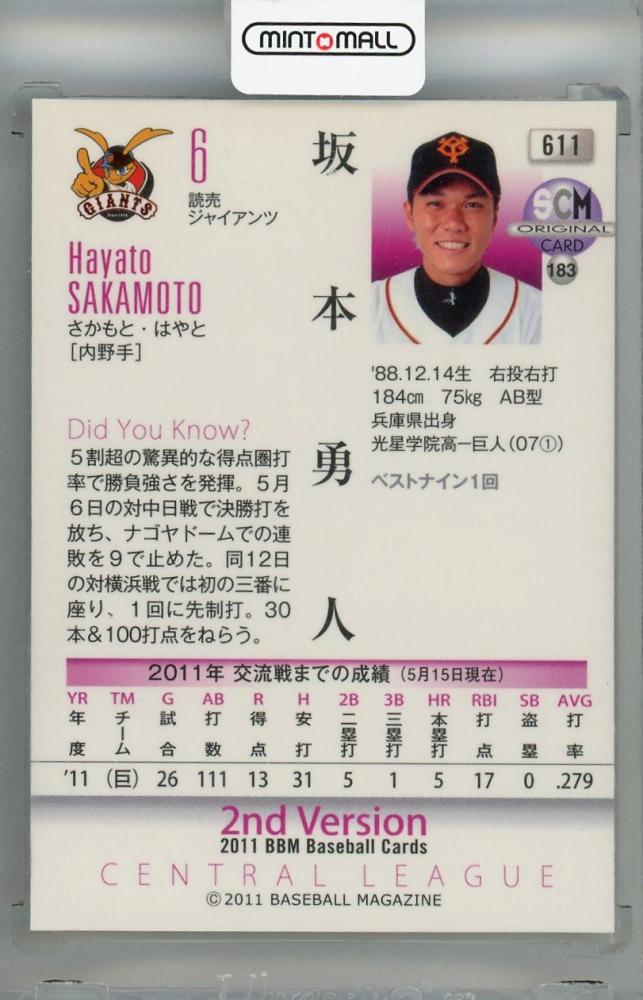 MINT MALL
GIANTS
6
読売
ジャイアンツ
Hayato
SAKAMOTO
さかもと・はやと
[内野手]
坂本勇人
611
SCM
ORIGINAL
CARD
183
'88.12.14生 右投右打
184cm 75kg AB型
兵庫県出身
光星学院高―巨人(07①)
ベストナイン1回
Did You Know?
5割超の驚異的な得点圏打
率で勝負強さを発揮。5月
6日の対中日戦で決勝打を
放ち、ナゴヤドームでの連
敗を9で止めた。同12日
の対横浜戦では初の三番に
座り、1回に先制打。30
本&100打点をねらう。
2011年 交流戦までの成績(5月15日現在)
YR TM G AB R H 2B 3B HR RBI SB AVG
年度 チーム 試合 打数 得点 安打 二塁打 三塁打 本塁打 打点 盗塁 打率
'11 (巨) 26 111 13 31 5 1 5 17 0 .279
2nd Version
2011 BBM Baseball Cards
CENTRAL LEAGUE
©2011 BASEBALL MAGAZINE